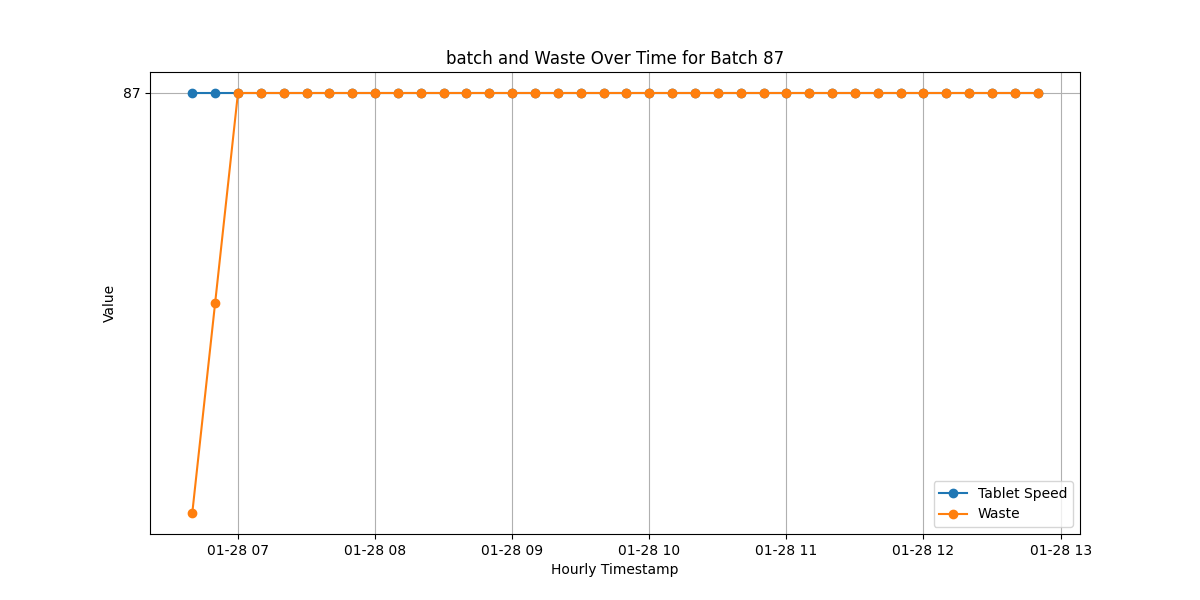 batch and Waste Over Time for Batch 87
87
Value
Tablet Speed
Waste
01-28 07 01-28 08 01-28 09 01-28 10 01-28 11 01-28 12 01-28 13
Hourly Timestamp